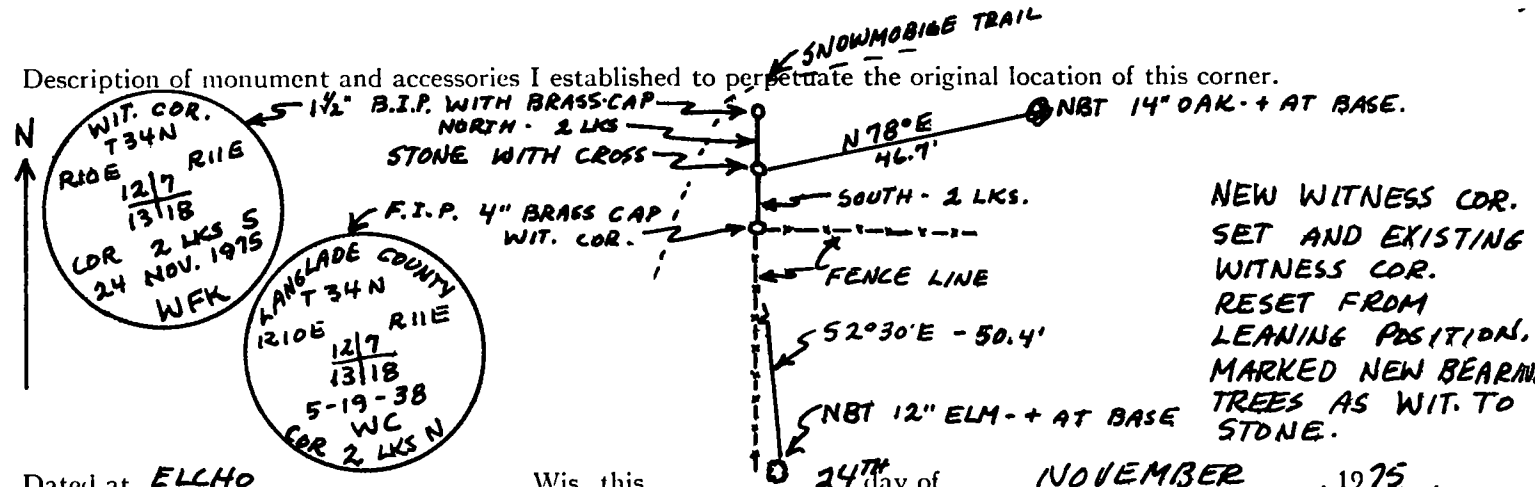 SNOWMOBILE TRAIL
Description of monument and accessories I established to perpetuate the original location of this corner.
N
WIT. COR.
T 34 N
R10E R11E
12 7
13 18
COR 2 LKS S
24 NOV. 1975
WFK
1½" B.I.P. WITH BRASS-CAP
NORTH - 2 LKS
STONE WITH CROSS
F.I.P. 4" BRASS CAP
WIT. COR.
LANGLADE COUNTY
T 34 N
R10E R11E
12 7
13 18
5-19-38
WC
COR 2 LKS N
NBT 14" OAK - + AT BASE.
N 78° E
46.7'
SOUTH - 2 LKS.
FENCE LINE
S 2°30' E - 50.4'
NBT 12" ELM - + AT BASE
NEW WITNESS COR.
SET AND EXISTING
WITNESS COR.
RESET FROM
LEANING POSITION.
MARKED NEW BEARIN
TREES AS WIT. TO
STONE.
Dated at ELCHO Wis. this 24TH day of NOVEMBER , 1975 .